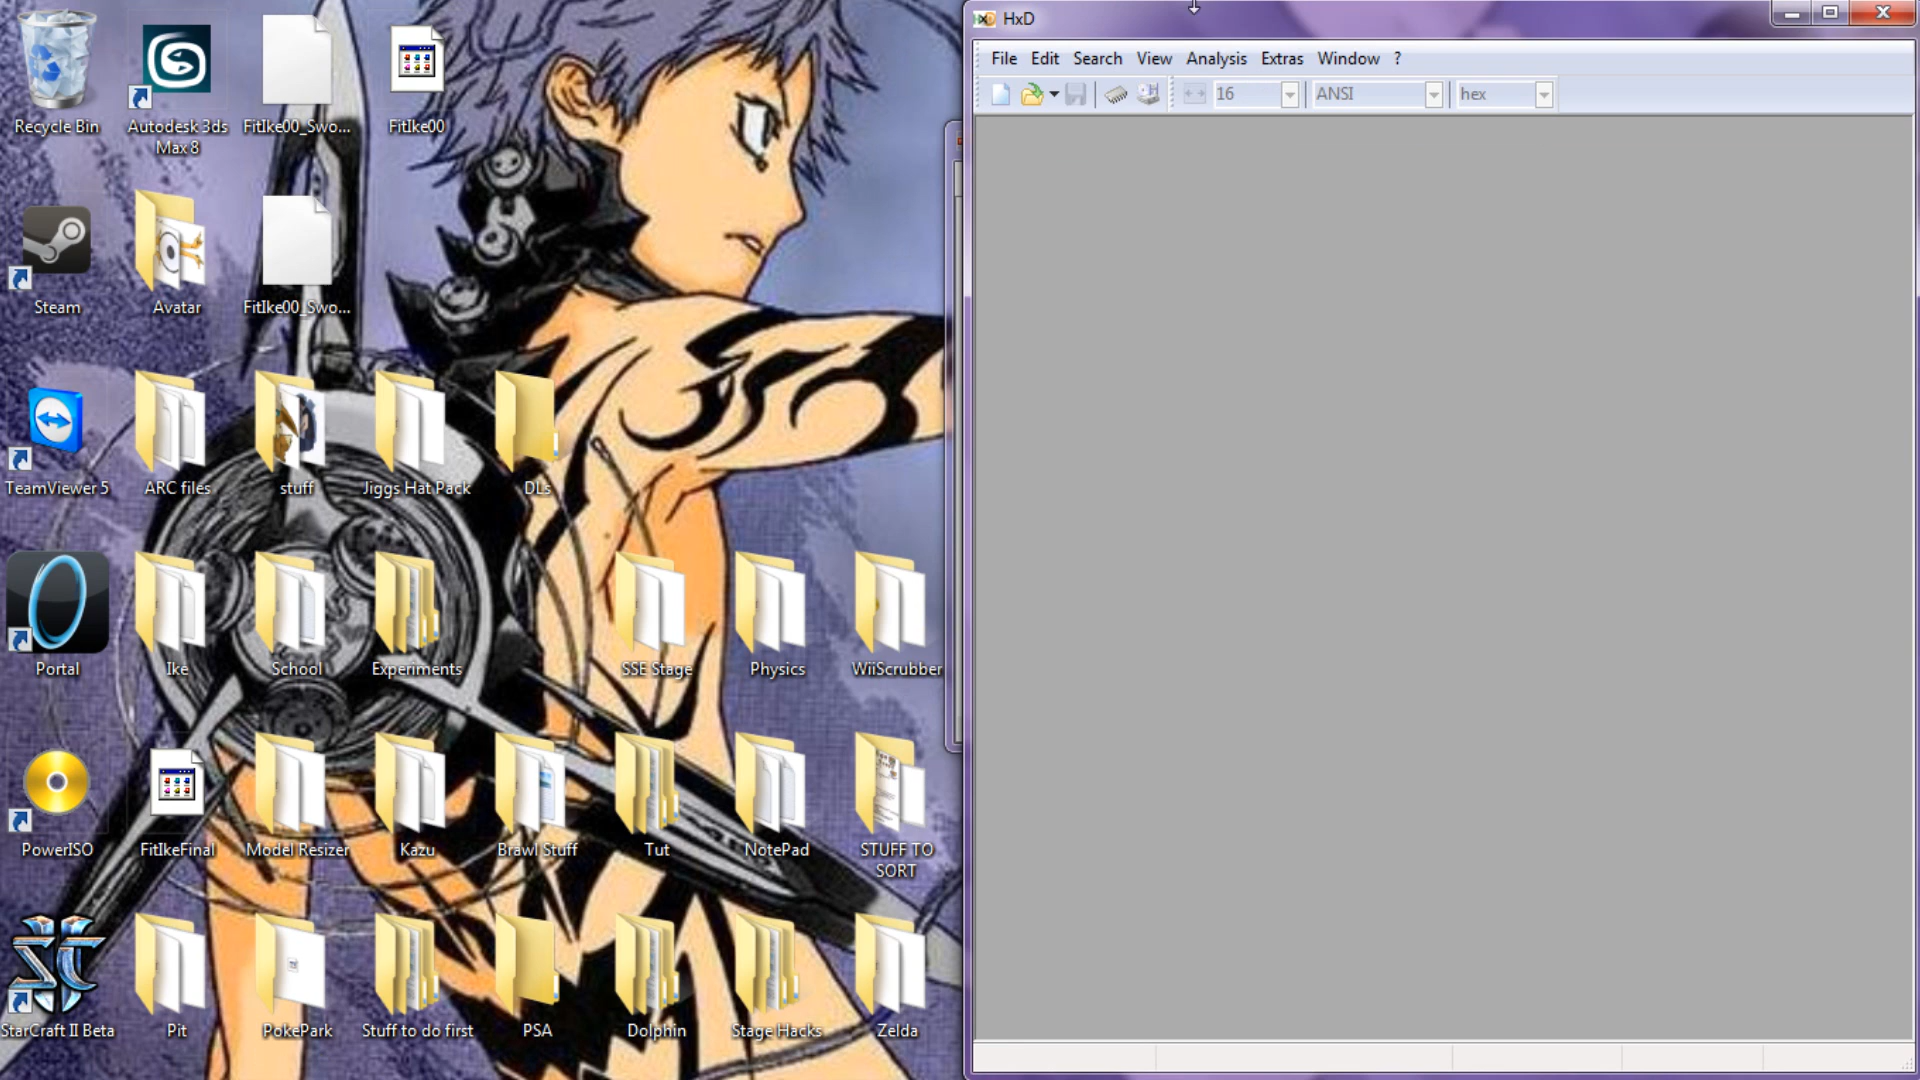 HxD
File Edit Search View Analysis Extras Window ?
16 ANSI hex
Recycle Bin
Autodesk 3ds
Max 8
FitIke00_Swo...
FitIke00
Steam
Avatar
FitIke00_Swo...
TeamViewer 5
ARC files
stuff
Jiggs Hat Pack
DLs
Portal
Ike
School
Experiments
SSE Stage
Physics
WiiScrubber
PowerISO
FitIkeFinal
Model Resizer
Kazu
Brawl Stuff
Tut
NotePad
STUFF TO
SORT
StarCraft II Beta
Pit
PokePark
Stuff to do first
PSA
Dolphin
Stage Hacks
Zelda